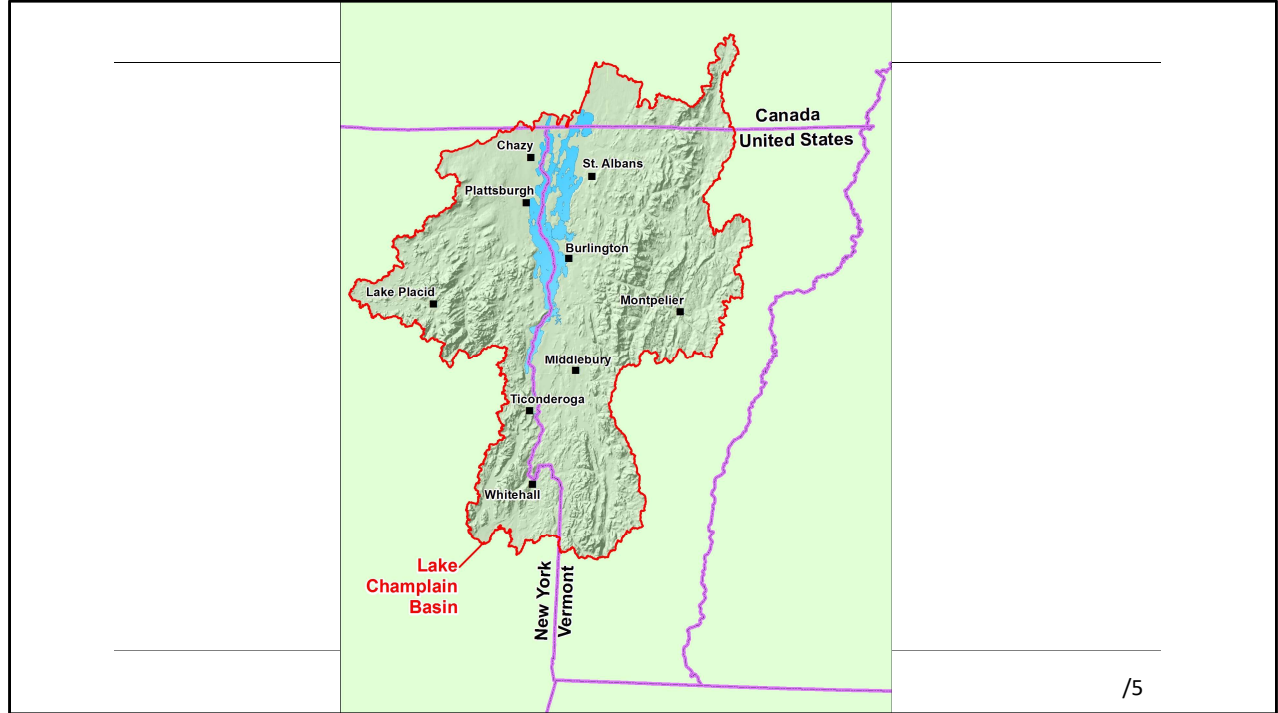 Canada
United States
Chazy
St. Albans
Plattsburgh
Burlington
Lake Placid
Montpelier
Middlebury
Ticonderoga
Whitehall
Lake
Champlain
Basin
New York
Vermont
/5